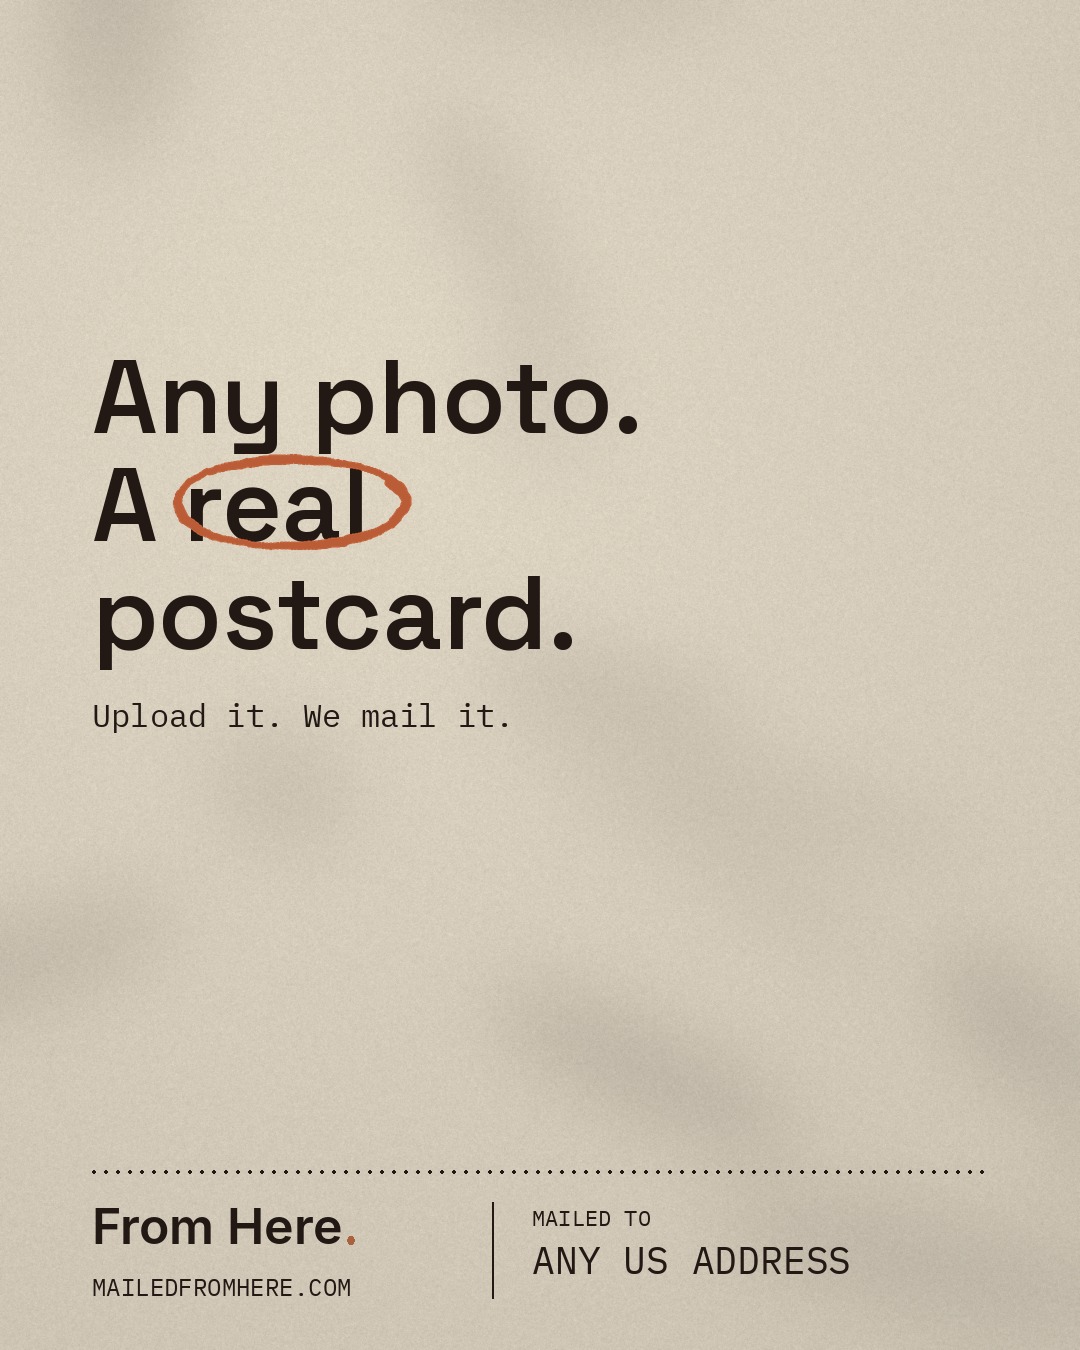 Any photo.
A real
postcard.
Upload it. We mail it.
From Here.
MAILEDFROMHERE.COM
MAILED TO
ANY US ADDRESS